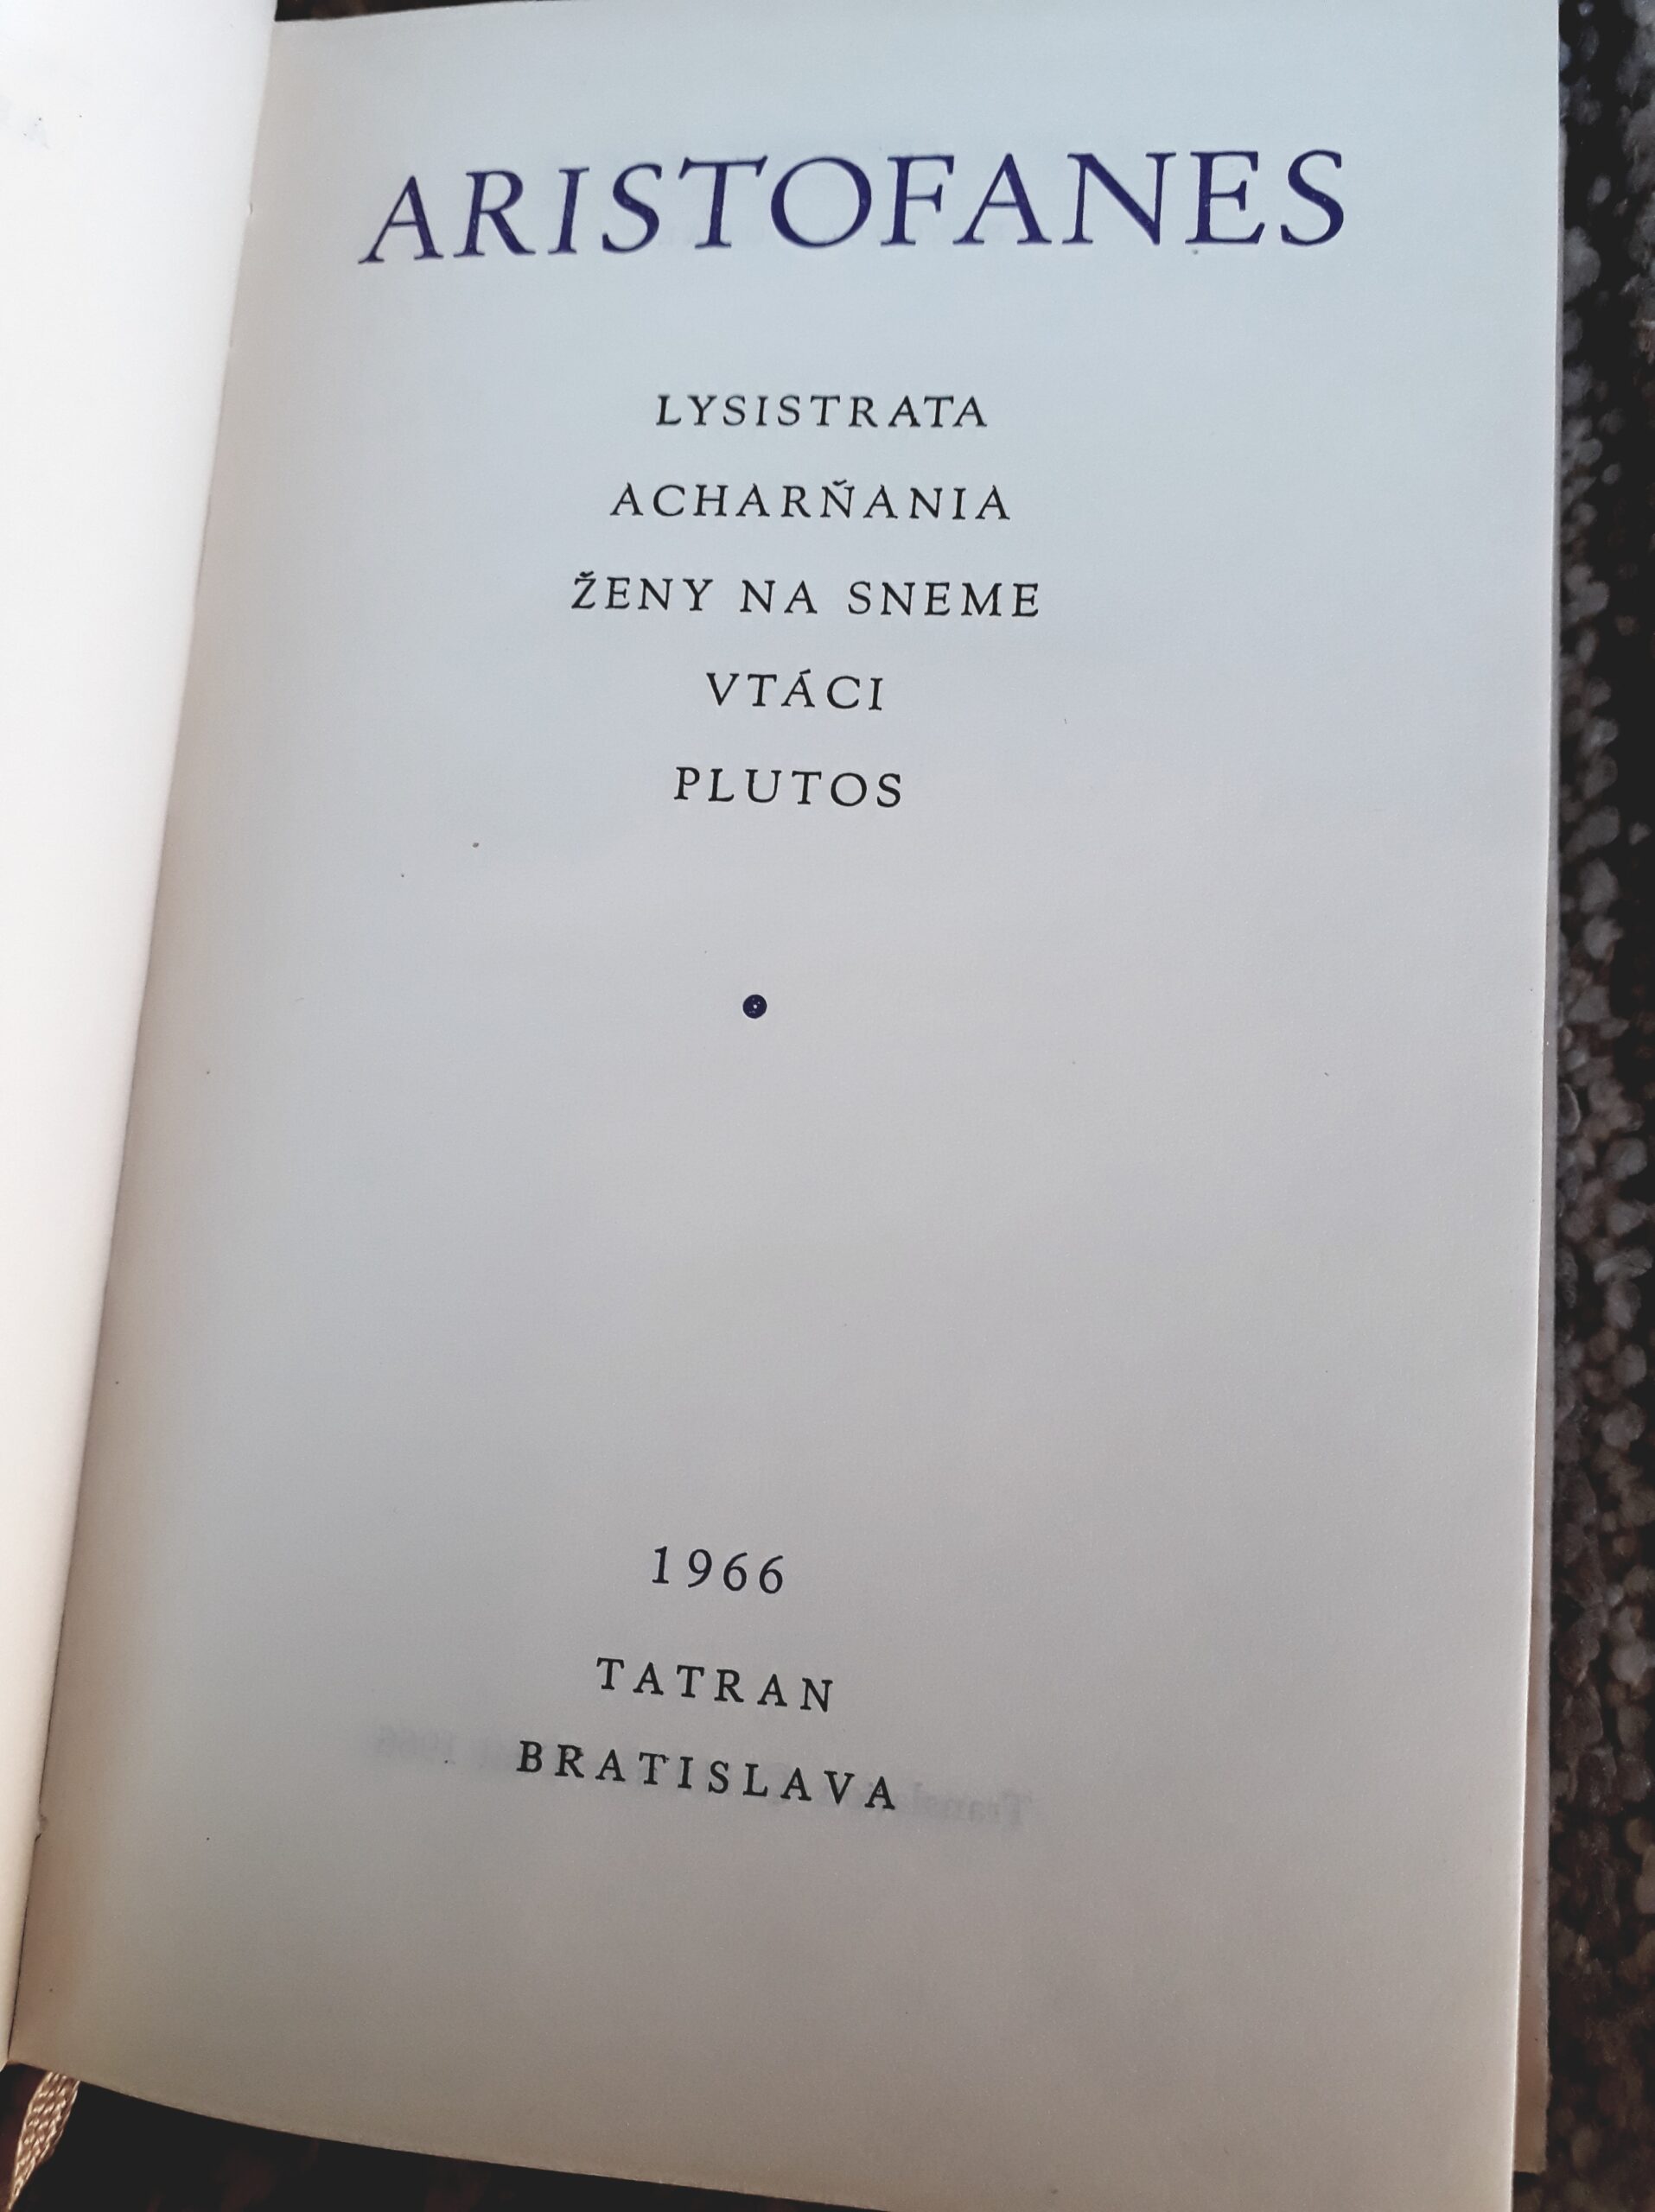 ARISTOFANES
LYSISTRATA
ACHARŇANIA
ŽENY NA SNEME
VTÁCI
PLUTOS
1966
TATRAN
BRATISLAVA